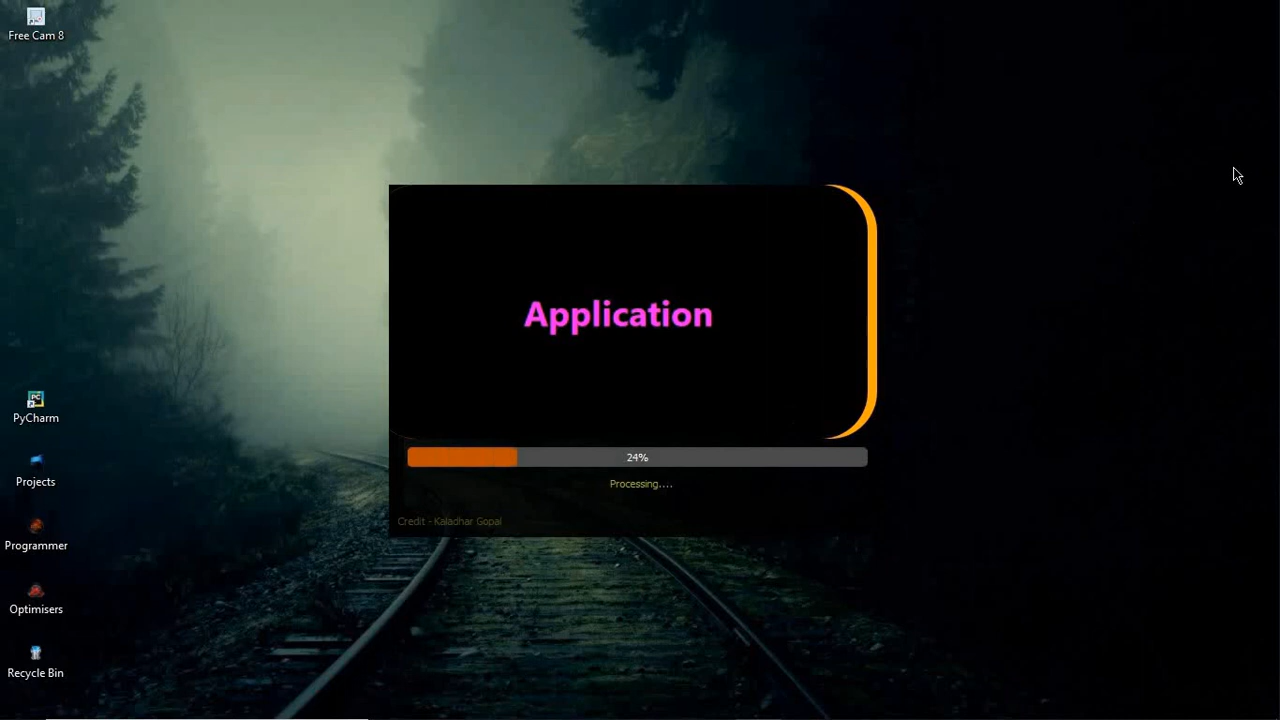 Free Cam 8
Application
24%
Processing....
Credit - Kaladhar Gopal
PyCharm
Projects
Programmer
Optimisers
Recycle Bin